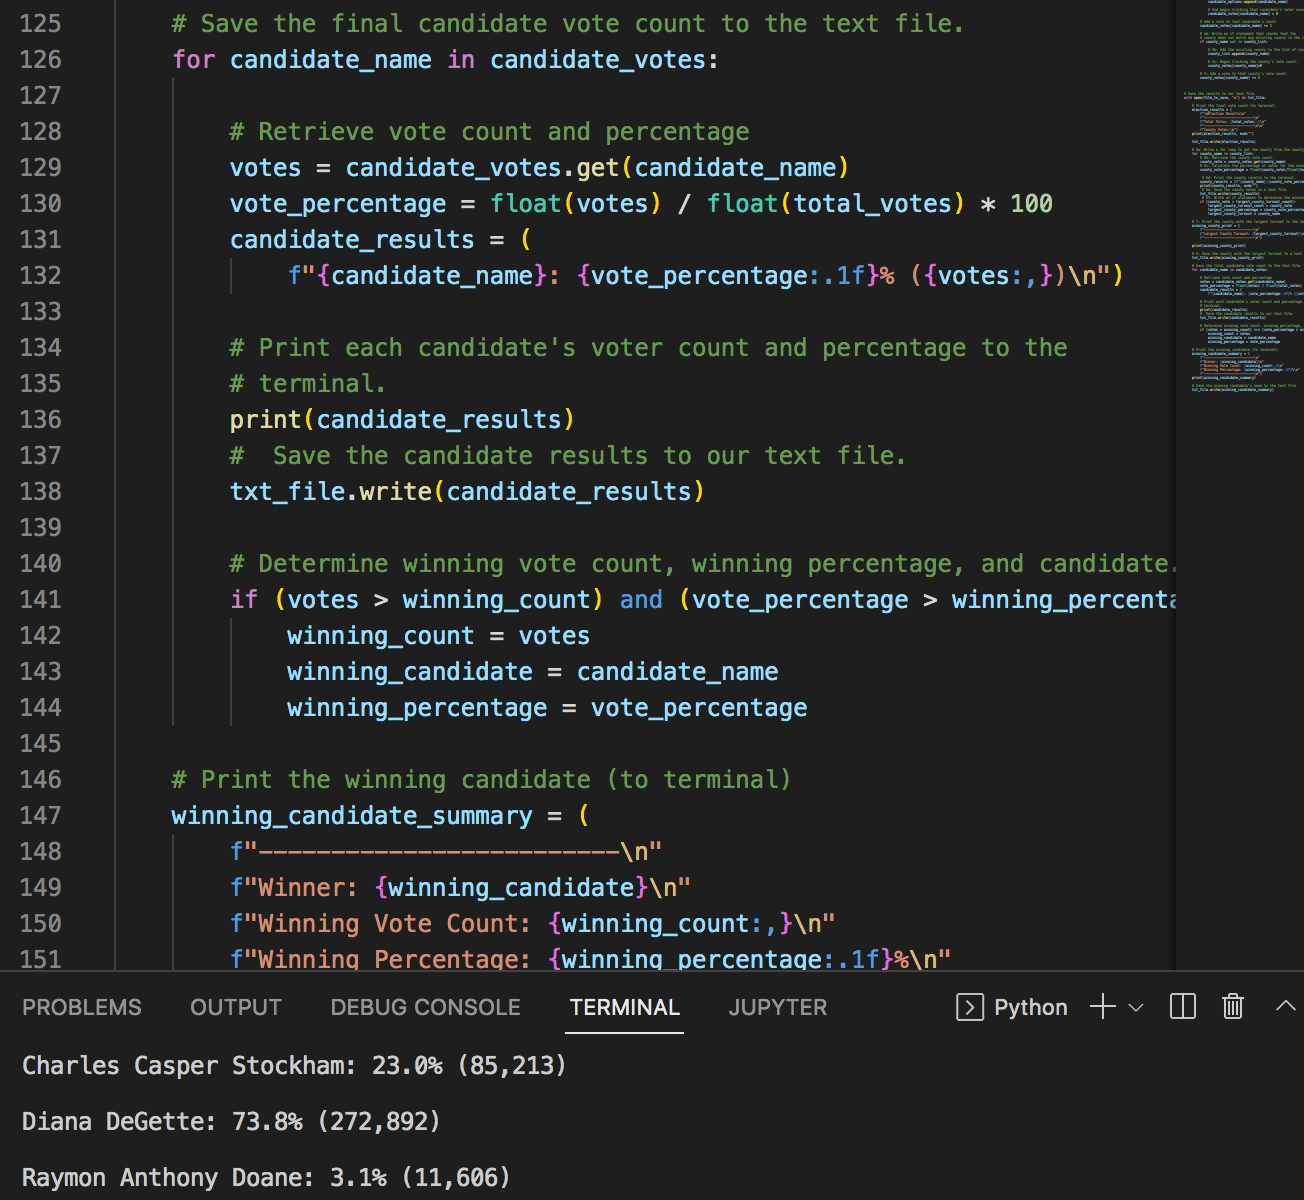 125 # Save the final candidate vote count to the text file.
126 for candidate_name in candidate_votes:
127
128 # Retrieve vote count and percentage
129 votes = candidate_votes.get(candidate_name)
130 vote_percentage = float(votes) / float(total_votes) * 100
131 candidate_results = (
132 f"{candidate_name}: {vote_percentage:.1f}% ({votes:,})\n")
133
134 # Print each candidate's voter count and percentage to the
135 # terminal.
136 print(candidate_results)
137 #  Save the candidate results to our text file.
138 txt_file.write(candidate_results)
139
140 # Determine winning vote count, winning percentage, and candidate.
141 if (votes > winning_count) and (vote_percentage > winning_percenta
142 winning_count = votes
143 winning_candidate = candidate_name
144 winning_percentage = vote_percentage
145
146 # Print the winning candidate (to terminal)
147 winning_candidate_summary = (
148 f"-------------------------\n"
149 f"Winner: {winning_candidate}\n"
150 f"Winning Vote Count: {winning_count:,}\n"
151 f"Winning Percentage: {winning_percentage:.1f}%\n"
PROBLEMS OUTPUT DEBUG CONSOLE TERMINAL JUPYTER Python
Charles Casper Stockham: 23.0% (85,213)
Diana DeGette: 73.8% (272,892)
Raymon Anthony Doane: 3.1% (11,606)